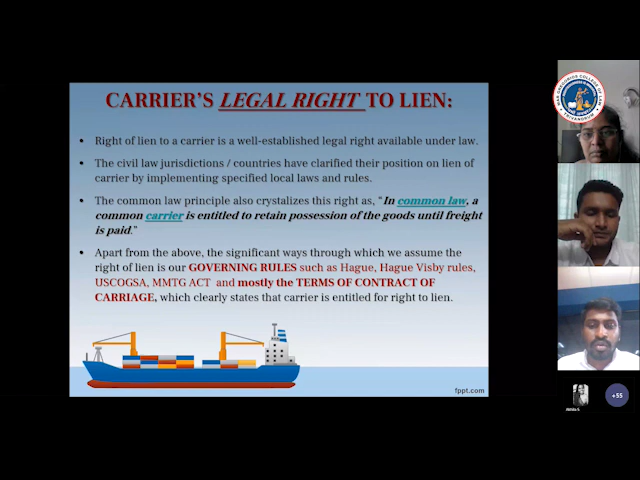 CARRIER'S LEGAL RIGHT TO LIEN:
• Right of lien to a carrier is a well-established legal right available under law.
• The civil law jurisdictions / countries have clarified their position on lien of
carrier by implementing specified local laws and rules.
• The common law principle also crystalizes this right as, "In common law, a
common carrier is entitled to retain possession of the goods until freight
is paid."
• Apart from the above, the significant ways through which we assume the
right of lien is our GOVERNING RULES such as Hague, Hague Visby rules,
USCOGSA, MMTG ACT and mostly the TERMS OF CONTRACT OF
CARRIAGE, which clearly states that carrier is entitled for right to lien.
fppt.com
MAR GREGORIOS COLLEGE OF LAW
TRIVANDRUM
+55